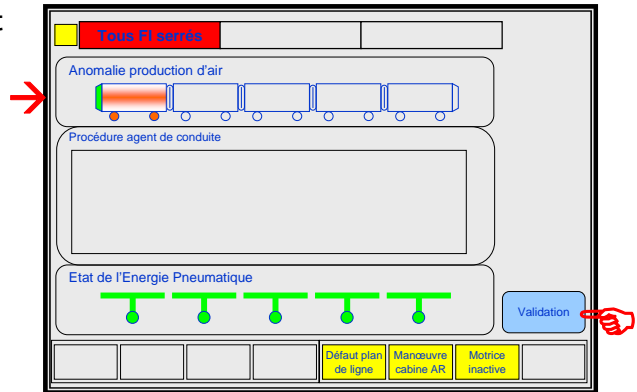 Tous FI serrés
Anomalie production d'air
Procédure agent de conduite
Etat de l'Energie Pneumatique
Validation
Défaut plan
de ligne
Manœuvre
cabine AR
Motrice
inactive